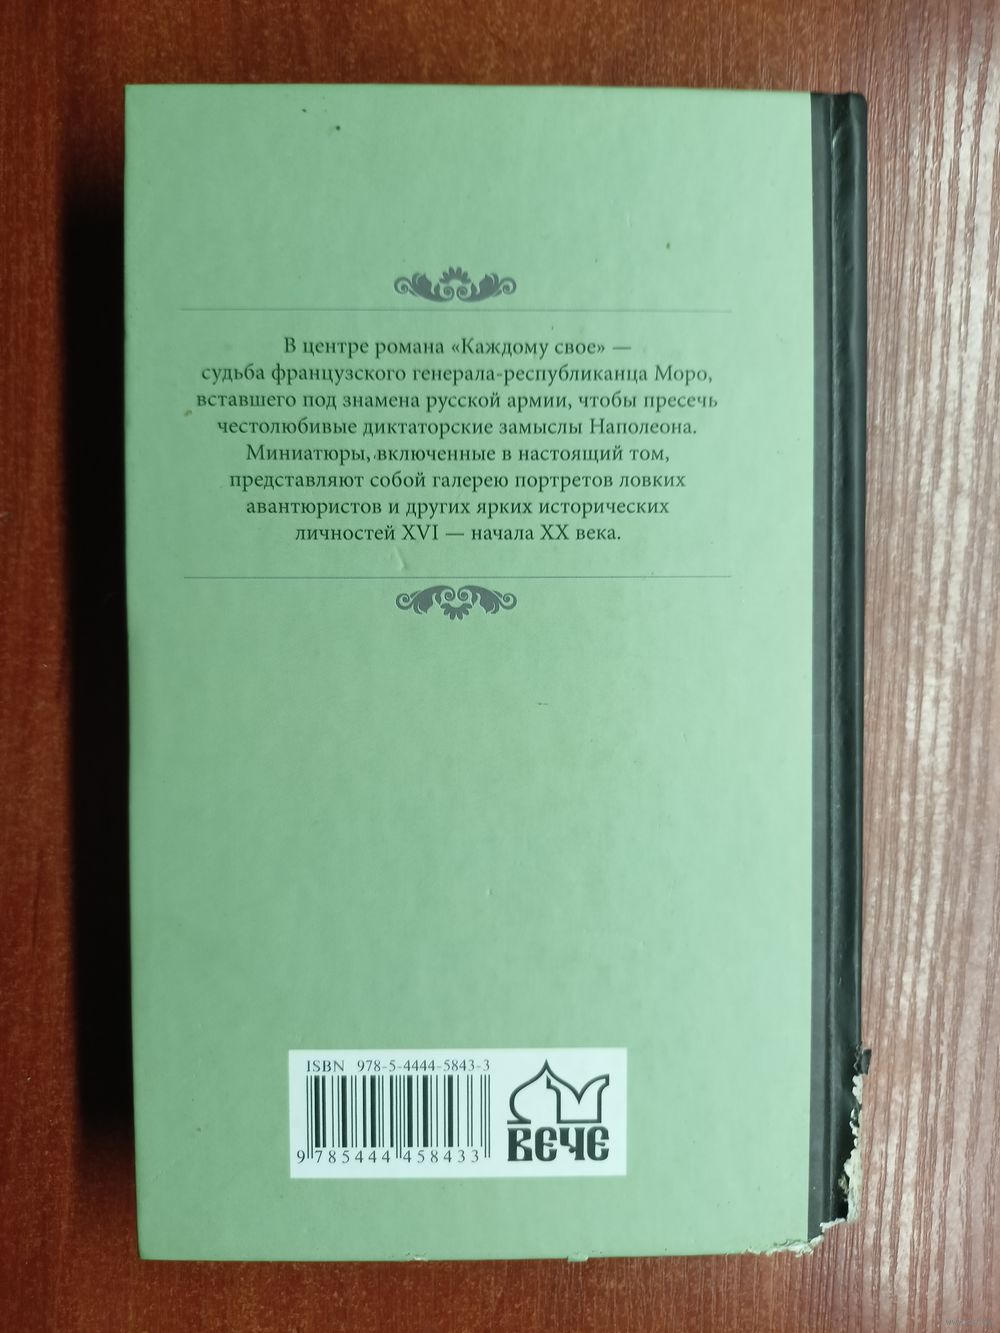 В центре романа «Каждому свое» —
судьба французского генерала-республиканца Моро,
вставшего под знамена русской армии, чтобы пресечь
честолюбивые диктаторские замыслы Наполеона.
Миниатюры, включенные в настоящий том,
представляют собой галерею портретов ловких
авантюристов и других ярких исторических
личностей XVI — начала XX века.
ISBN 978-5-4444-5843-3
9 785444 458433
ВЕЧЕ